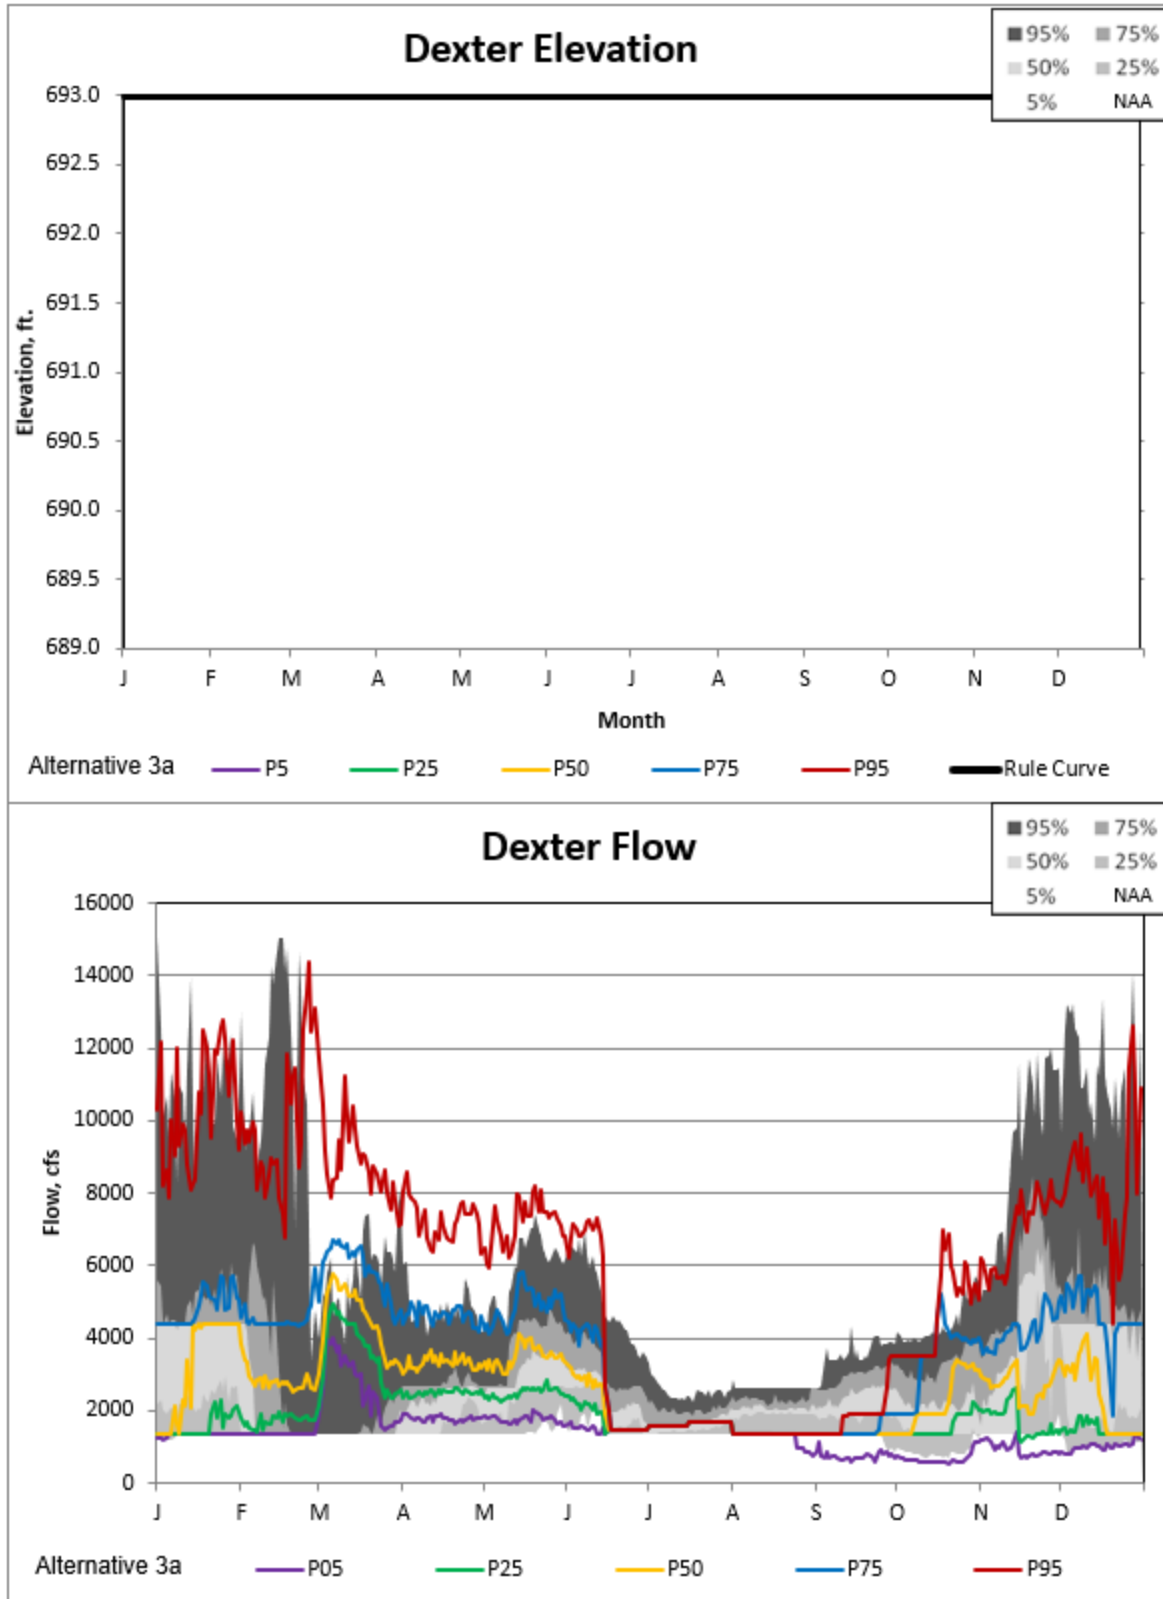 Dexter Elevation
95% 75%
50% 25%
5% NAA
693.0
692.5
692.0
691.5
691.0
690.5
690.0
689.5
689.0
Elevation, ft.
J F M A M J J A S O N D
Month
Alternative 3a P5 P25 P50 P75 P95 Rule Curve
Dexter Flow
95% 75%
50% 25%
5% NAA
16000
14000
12000
10000
8000
6000
4000
2000
0
Flow, cfs
J F M A M J J A S O N D
Alternative 3a P05 P25 P50 P75 P95